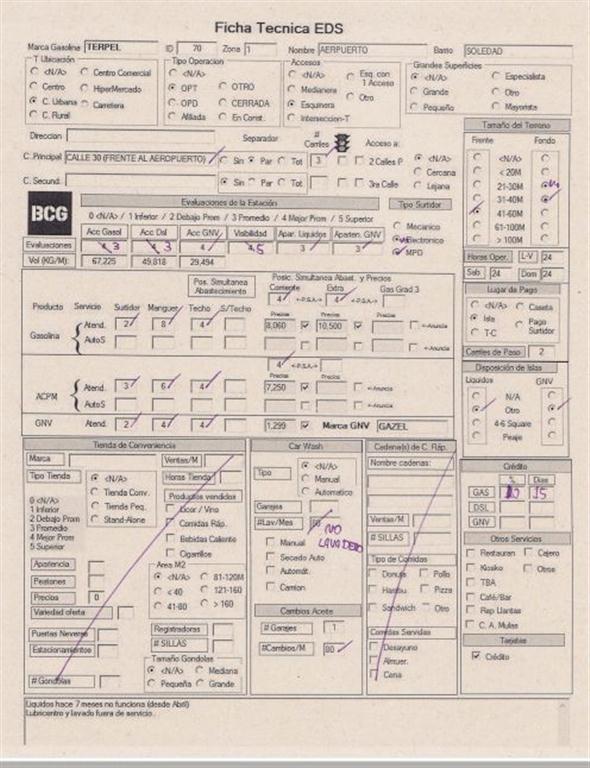 Ficha Tecnica EDS
Marca Gasolina TERPEL ID 70 Zona 1 Nombre AERPUERTO Barrio SOLEDAD
T Ubicación Tipo Operacion Accesos Grandes Superficies
<N/A> Centro Comercial <N/A> <N/A> Esq. con 1 Acceso <N/A> Especialista
Centro HiperMercado OPT OTRO Medianera Otro Grande Otro
C. Urbana Carretera OPD CERRADA Esquinera Pequeño Mayorista
C. Rural Afiliada En Const. Interseccion-T
Direccion Separador # Carriles Acceso a: Tamaño del Terreno
C. Principal CALLE 30 (FRENTE AL AEROPUERTO) Sin Par Tot 3 2 Calles P <N/A> Cercana Lejana
C. Secund. Sin Par Tot 3ra Calle
Frente Fondo
<N/A>
< 20M
21-30M
31-40M
41-60M
61-100M
> 100M
BCG
Evaluaciones de la Estación Tipo Surtidor
0 <N/A> / 1 Inferior / 2 Debajo Prom / 3 Promedio / 4 Mejor Prom / 5 Superior Mecanico
Acc Gasol Acc Dsl Acc GNV Visibilidad Apar. Liquidos Aparten. GNV Electronico
Evaluaciones 3 3 4 5 3 3 MPD
Vol (KG/M): 67,225 49,818 29,494
Horas Oper. L-V 24
Sab 24 Dom 24
Pos. Simultanea Abastecimiento Posic. Simultanea Abast. y Precios
Corriente Extra Gas Grad 3
4 <-P.S.A.-> 4
Producto Servicio Surtidor Manguer Techo S/Techo Precios Precios Precios
Gasolina Atend. 2 8 4 8,060 10,500 <-Anuncia
AutoS <-Anuncia
4 <-P.S.A.->
Precios Precios
ACPM Atend. 3 6 4 7,250 <-Anuncia
AutoS <-Anuncia
GNV Atend. 2 4 4 1,299 Marca GNV GAZEL
Lugar de Pago
<N/A> Caseta
Isla Pago Surtidor
T-C
Carriles de Paso 2
Disposición de Islas
Liquidos GNV
N/A
Otro
4-6 Square
Peaje
Tienda de Conveniencia
Marca Ventas/M
Tipo Tienda <N/A> Horas Tienda
Tienda Conv. Productos vendidos
0 <N/A> Tienda Peq. Licor / Vino
1 Inferior Stand-Alone Comidas Ráp.
2 Debajo Prom Bebidas Caliente
3 Promedio Cigarrillos
4 Mejor Prom
5 Superior
Apariencia Area M2
Peatones <N/A> 81-120M
Precios 0 < 40 121-160
Variedad oferta 41-80 > 160
Puertas Neveras Registradoras
Estacionamientos # SILLAS
Tamaño Gondolas
<N/A> Mediana
# Gondolas Pequeña Grande
Car Wash
Tipo <N/A>
Manual
Automatico
Garajes
#Lav/Mes
NO LAVADERO
Manual
Secado Auto
Automát.
Camion
Cambios Aceite
# Garajes 1
#Cambios/M 80
Cadena(s) de C. Ráp.
Nombre cadenas:
Ventas/M
# SILLAS
Tipo de Comidas
Donuts Pollo
Hambu. Pizza
Sandwich Otro
Comidas Servidas
Desayuno
Almuer.
Cena
Crédito
% Dias
GAS 15
DSL
GNV
Otros Servicios
Restauran Cajero
Kiosko Otros
TBA
Café/Bar
Rep Llantas
C. A. Mulas
Tarjetas
Crédito
Liquidos hace 7 meses no funciona (desde Abril)
Lubricentro y lavado fuera de servicio.